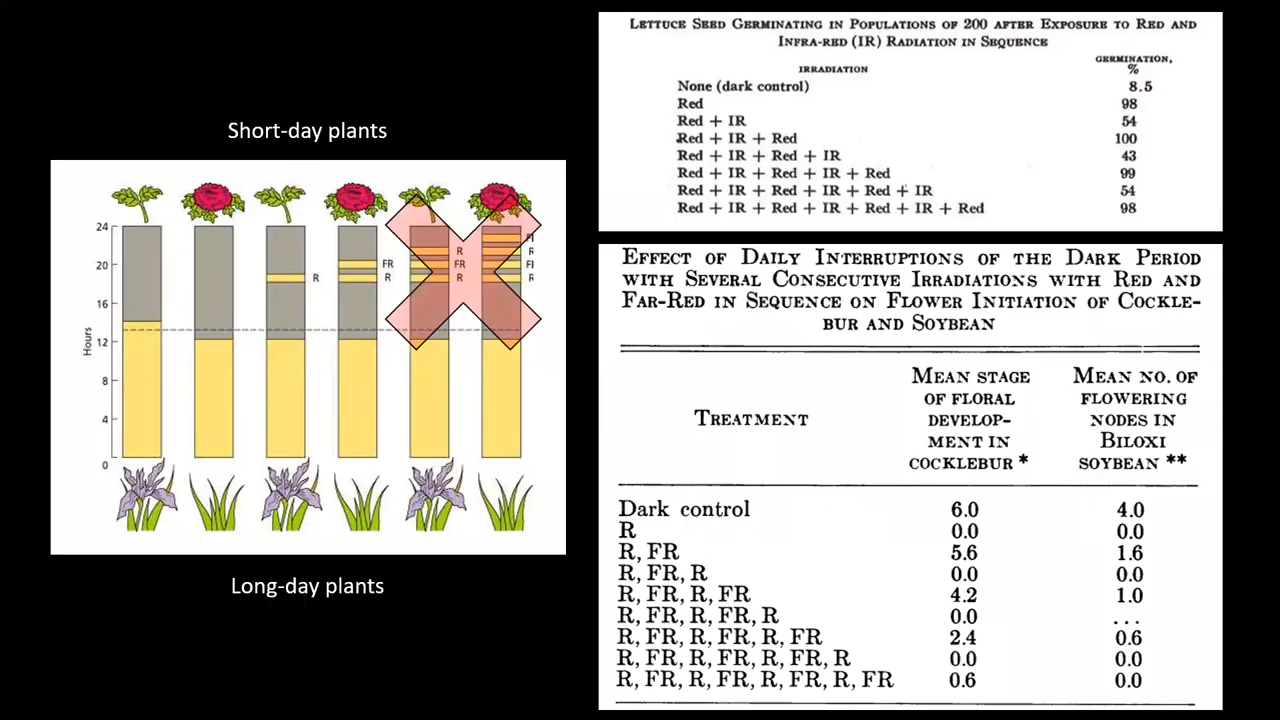 Short-day plants
24
20
16
12
8
4
0
Hours
R
FR
R
R
FR
R
R
Long-day plants
LETTUCE SEED GERMINATING IN POPULATIONS OF 200 AFTER EXPOSURE TO RED AND
INFRA-RED (IR) RADIATION IN SEQUENCE
IRRADIATION GERMINATION, %
None (dark control) 8.5
Red 98
Red + IR 54
Red + IR + Red 100
Red + IR + Red + IR 43
Red + IR + Red + IR + Red 99
Red + IR + Red + IR + Red + IR 54
Red + IR + Red + IR + Red + IR + Red 98
EFFECT OF DAILY INTERRUPTIONS OF THE DARK PERIOD
WITH SEVERAL CONSECUTIVE IRRADIATIONS WITH RED AND
FAR-RED IN SEQUENCE ON FLOWER INITIATION OF COCKLE-
BUR AND SOYBEAN
TREATMENT
MEAN STAGE
OF FLORAL
DEVELOP-
MENT IN
COCKLEBUR *
MEAN NO. OF
FLOWERING
NODES IN
BILOXI
SOYBEAN **
Dark control 6.0 4.0
R 0.0 0.0
R, FR 5.6 1.6
R, FR, R 0.0 0.0
R, FR, R, FR 4.2 1.0
R, FR, R, FR, R 0.0 ...
R, FR, R, FR, R, FR 2.4 0.6
R, FR, R, FR, R, FR, R 0.0 0.0
R, FR, R, FR, R, FR, R, FR 0.6 0.0